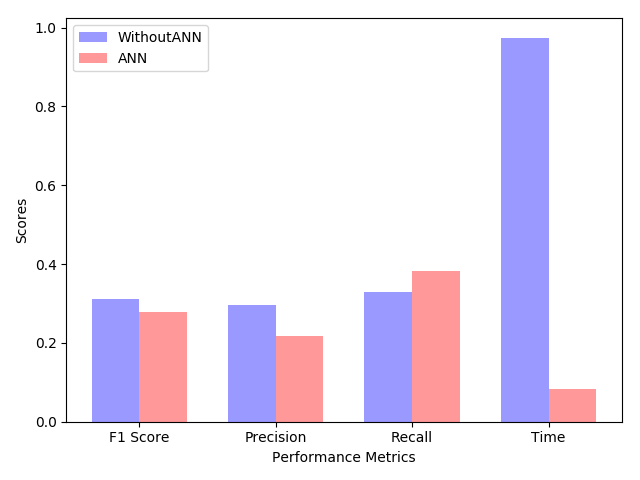 WithoutANN
ANN
1.0
0.8
0.6
0.4
0.2
0.0
Scores
F1 Score Precision Recall Time
Performance Metrics